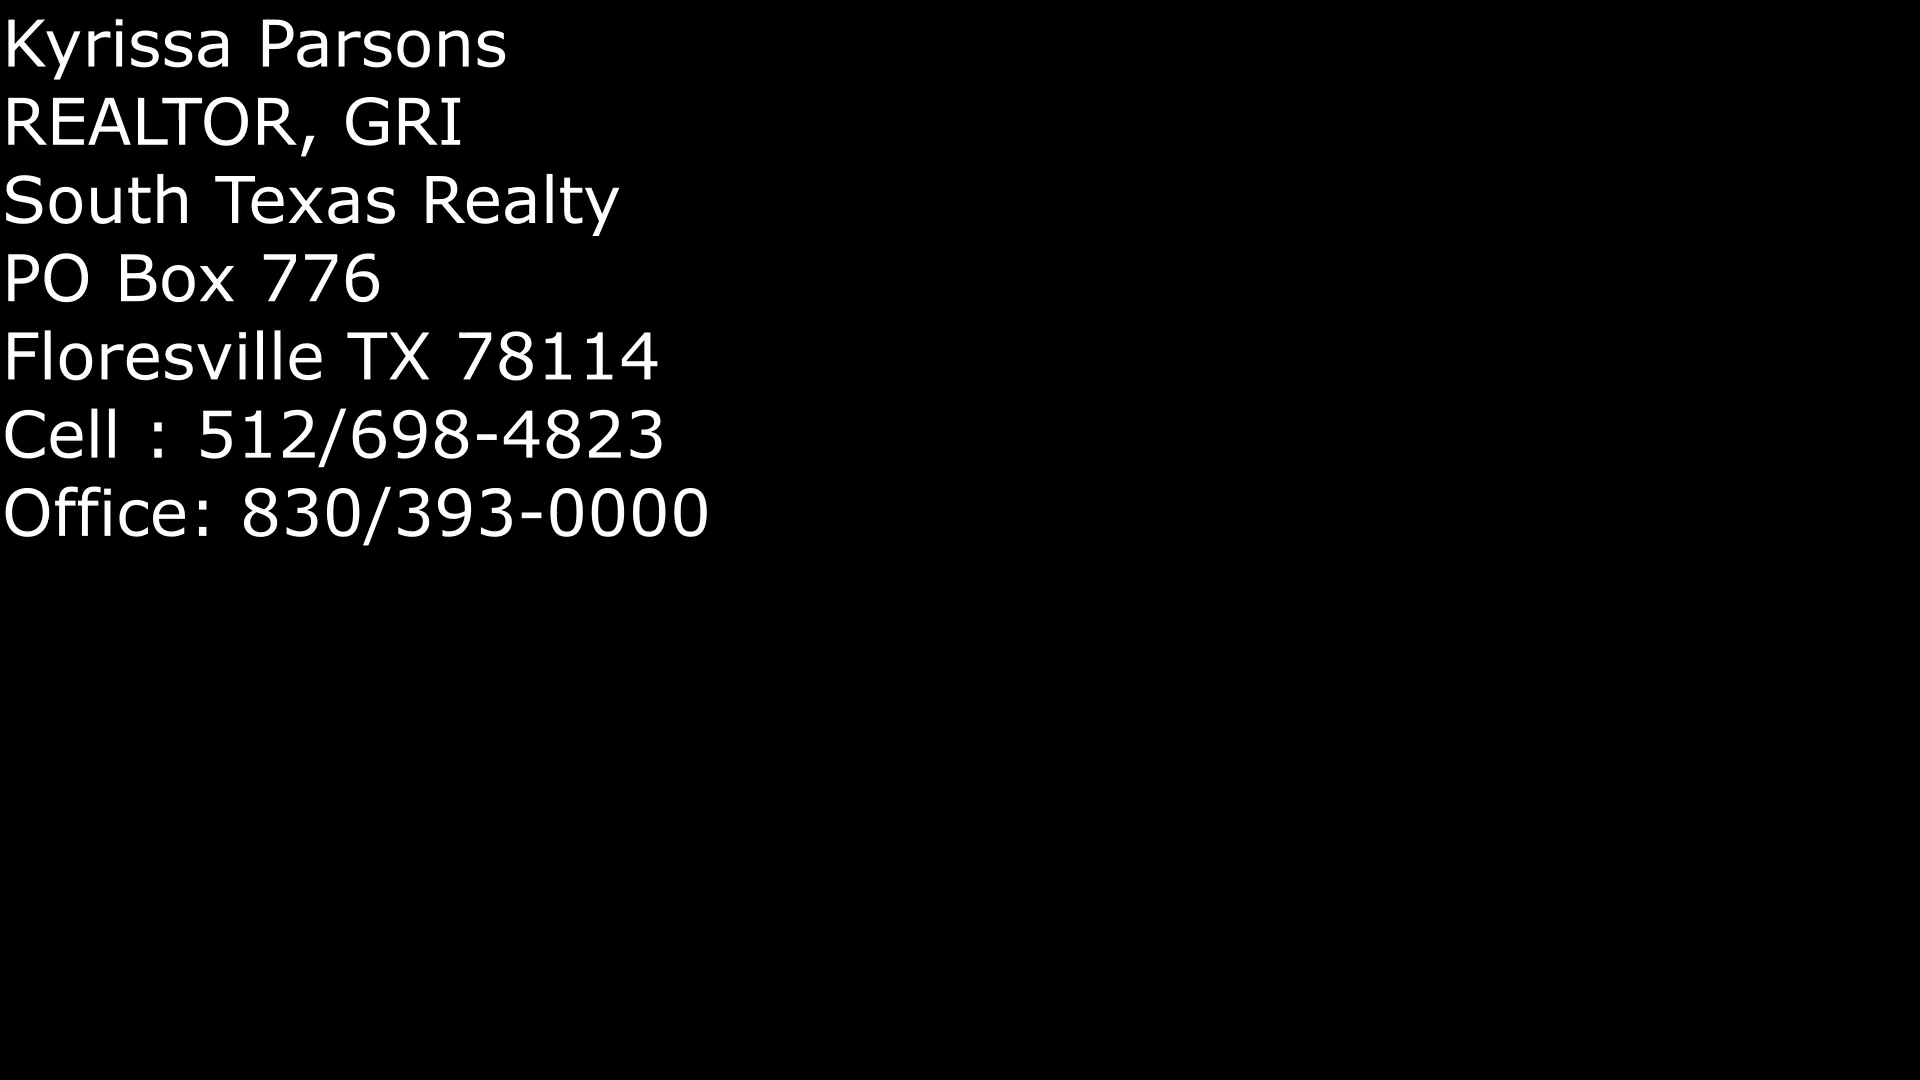 Kyrissa Parsons
REALTOR, GRI
South Texas Realty
PO Box 776
Floresville TX 78114
Cell : 512/698-4823
Office: 830/393-0000